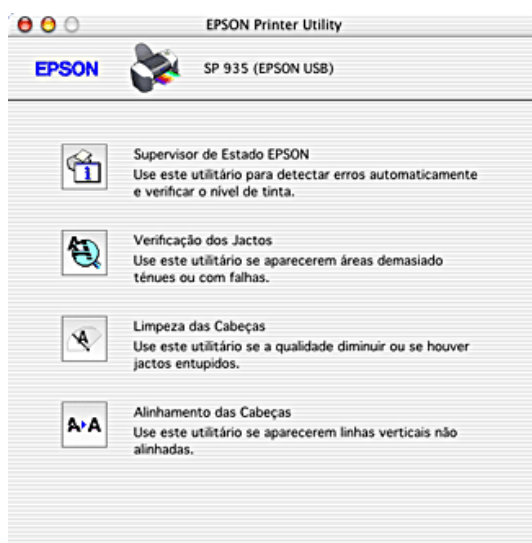 EPSON Printer Utility
EPSON
SP 935 (EPSON USB)
Supervisor de Estado EPSON
Use este utilitário para detectar erros automaticamente
e verificar o nível de tinta.
Verificação dos Jactos
Use este utilitário se aparecerem áreas demasiado
ténues ou com falhas.
Limpeza das Cabeças
Use este utilitário se a qualidade diminuir ou se houver
jactos entupidos.
Alinhamento das Cabeças
Use este utilitário se aparecerem linhas verticais não
alinhadas.